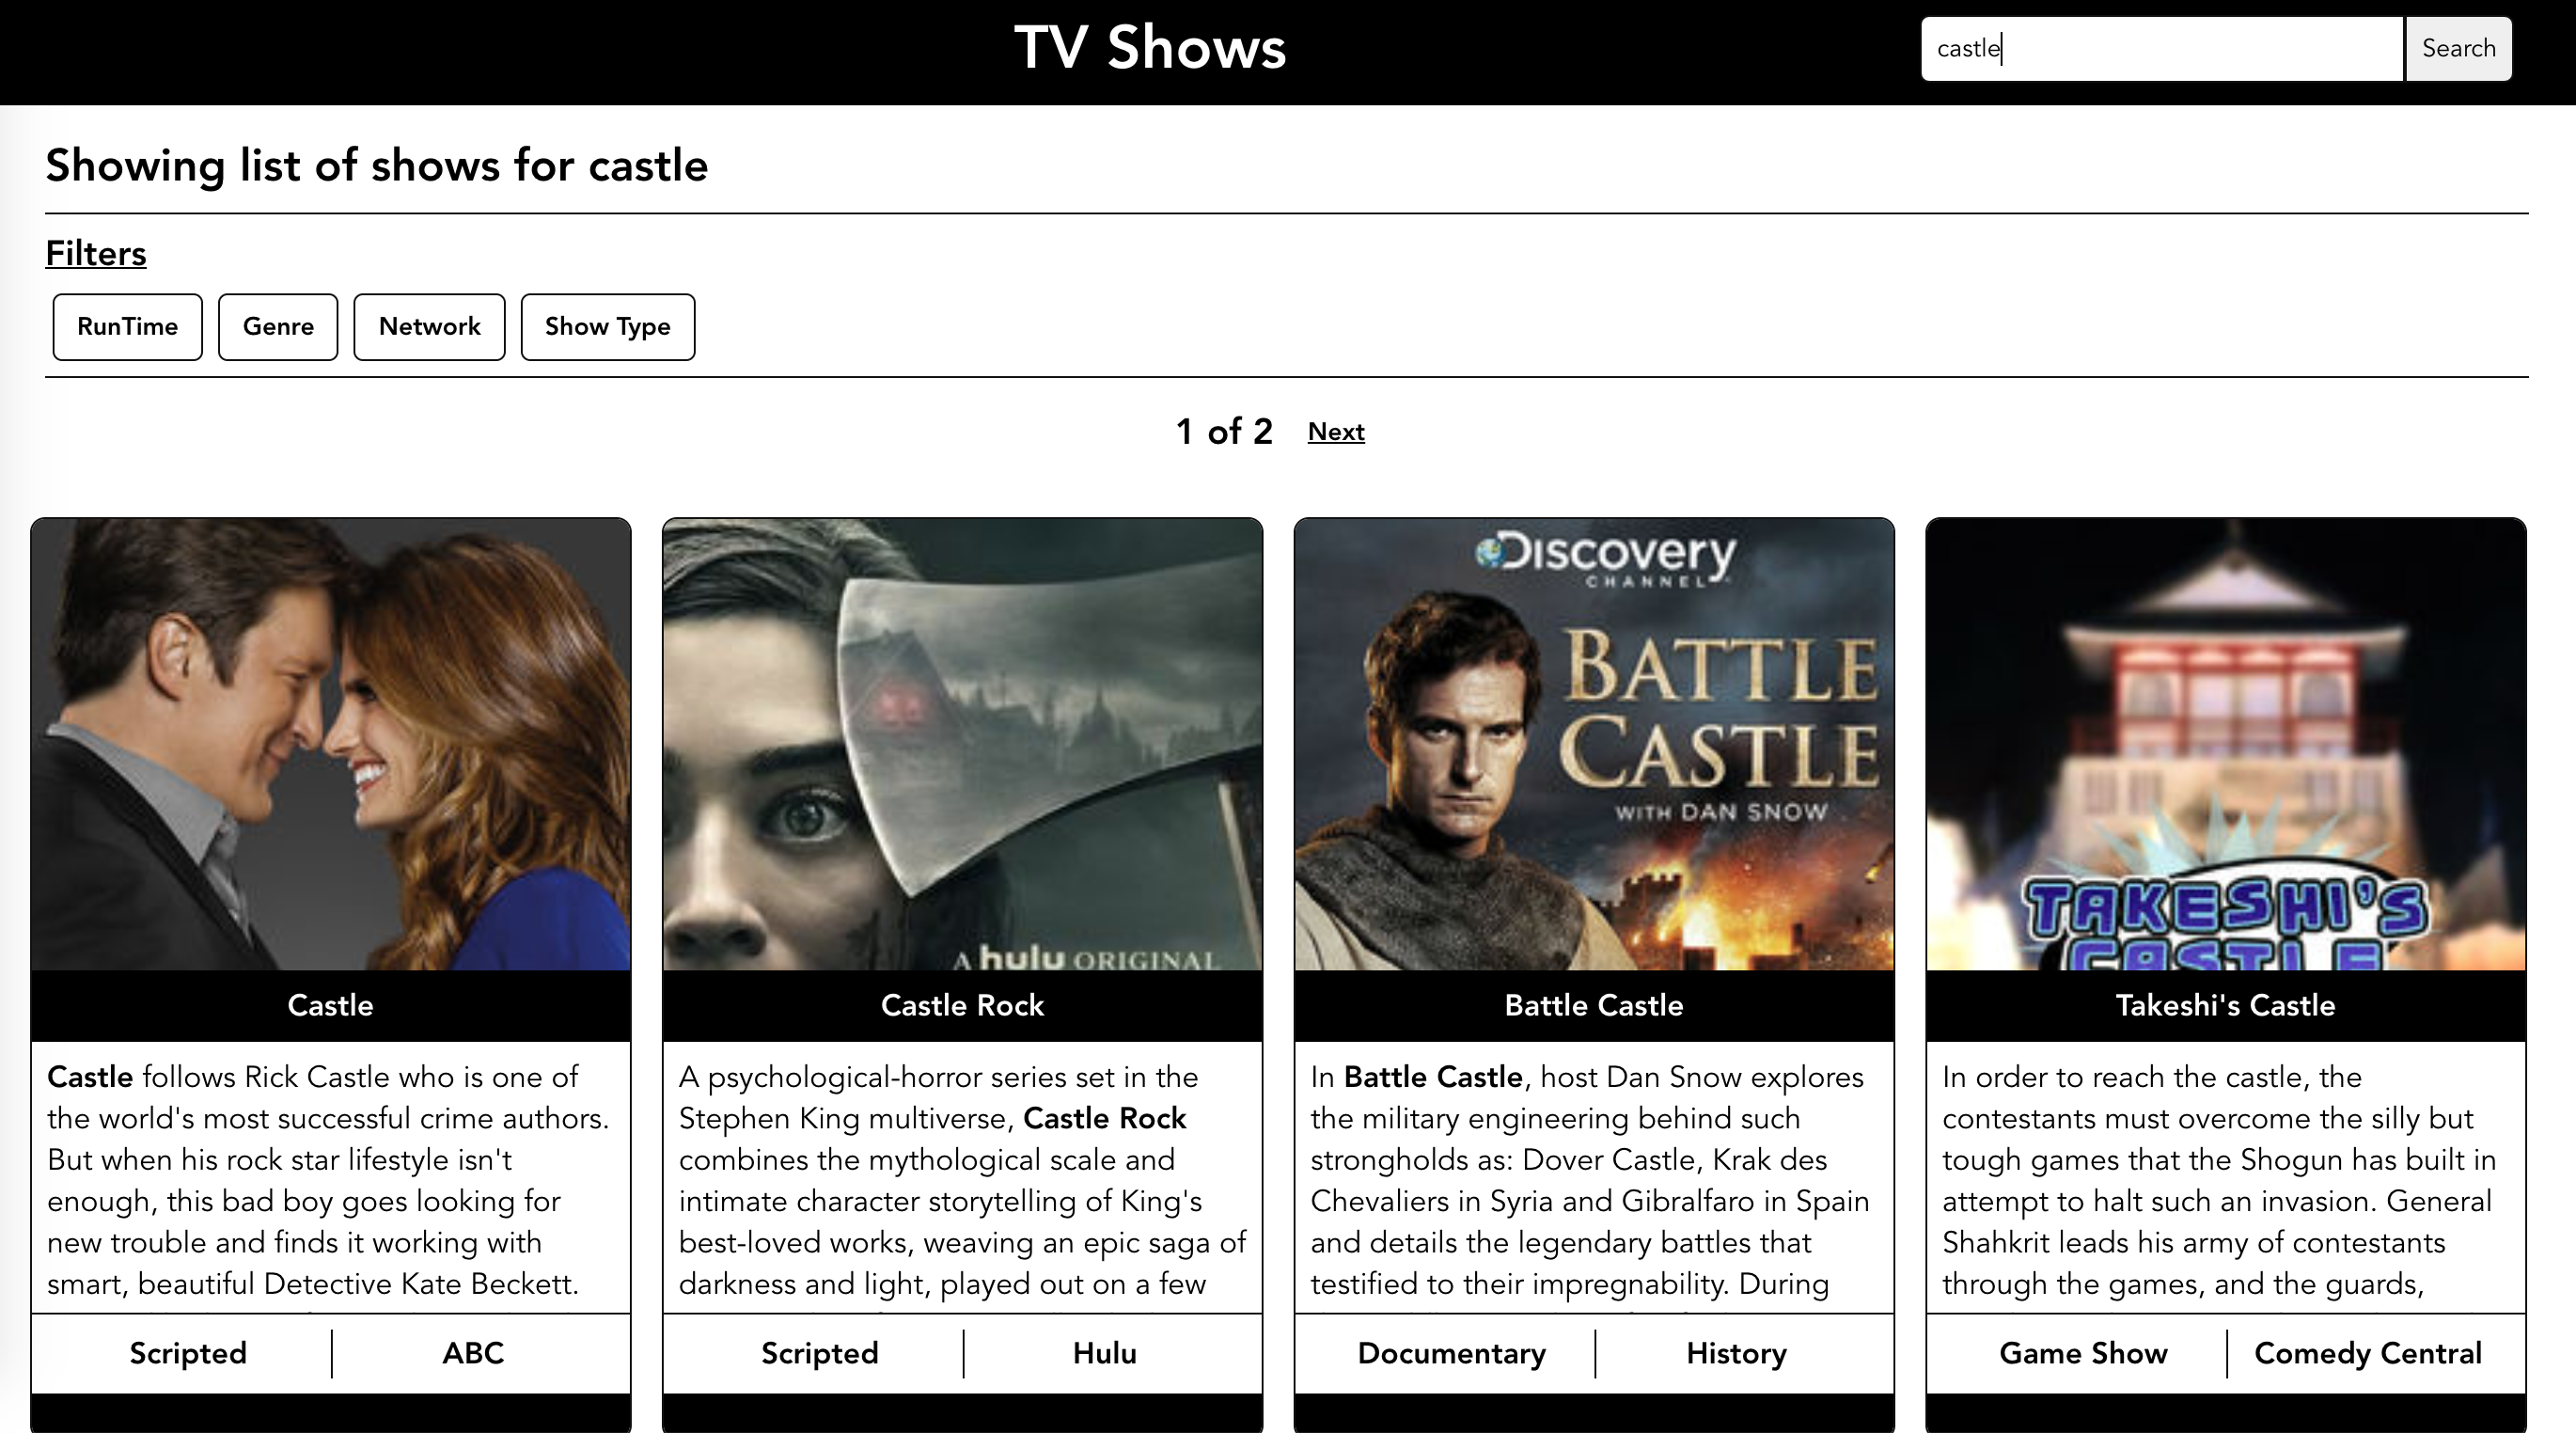 TV Shows
castle
Search
Showing list of shows for castle
Filters
RunTime
Genre
Network
Show Type
1 of 2
Next
A hulu ORIGINAL
Discovery
CHANNEL
BATTLE
CASTLE
WITH DAN SNOW
TAKESHI'S
CASTLE
Castle
Castle follows Rick Castle who is one of
the world's most successful crime authors.
But when his rock star lifestyle isn't
enough, this bad boy goes looking for
new trouble and finds it working with
smart, beautiful Detective Kate Beckett.
Scripted
ABC
Castle Rock
A psychological-horror series set in the
Stephen King multiverse, Castle Rock
combines the mythological scale and
intimate character storytelling of King's
best-loved works, weaving an epic saga of
darkness and light, played out on a few
Scripted
Hulu
Battle Castle
In Battle Castle, host Dan Snow explores
the military engineering behind such
strongholds as: Dover Castle, Krak des
Chevaliers in Syria and Gibralfaro in Spain
and details the legendary battles that
testified to their impregnability. During
Documentary
History
Takeshi's Castle
In order to reach the castle, the
contestants must overcome the silly but
tough games that the Shogun has built in
attempt to halt such an invasion. General
Shahkrit leads his army of contestants
through the games, and the guards,
Game Show
Comedy Central